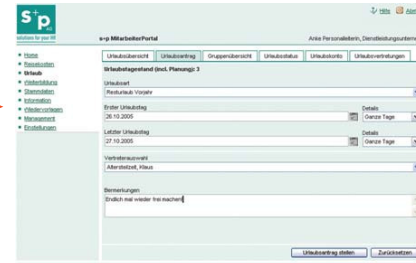 s+p AG
solutions for your HR
Hilfe
s+p MitarbeiterPortal
Anke Personalleiterin, Dienstleistungsunterne
Home
Reisekosten
Urlaub
Weiterbildung
Stammdaten
Information
Wiedervorlagen
Management
Einstellungen
Urlaubsübersicht Urlaubsantrag Gruppenübersicht Urlaubsstatus Urlaubskonto Urlaubsvertretungen
Urlaubstagestand (incl. Planung): 3
Urlaubsart
Resturlaub Vorjahr
Erster Urlaubstag Details
26.10.2005 Ganze Tage
Letzter Urlaubstag Details
27.10.2005 Ganze Tage
Vertreterauswahl
Altersteilzeit, Klaus
Bemerkungen
Endlich mal wieder frei machen!
Urlaubsantrag stellen Zurücksetzen